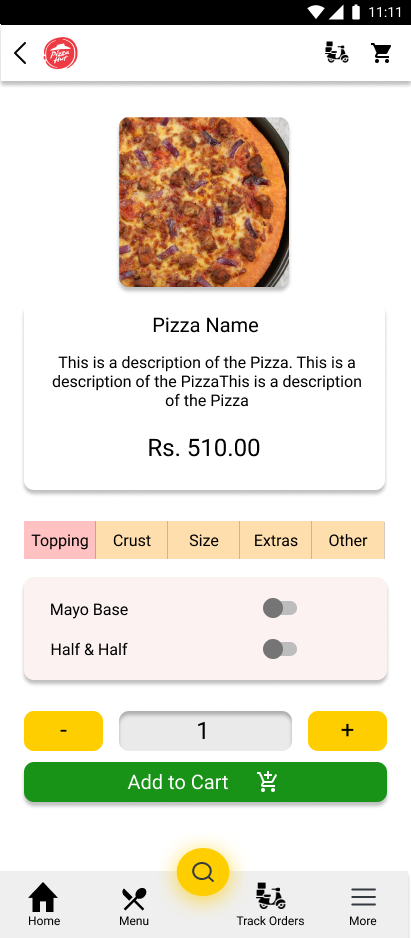 11:11
Pizza
Hut
Pizza Name
This is a description of the Pizza. This is a
description of the PizzaThis is a description
of the Pizza
Rs. 510.00
Topping Crust Size Extras Other
Mayo Base
Half & Half
- 1 +
Add to Cart
Home Menu Track Orders More